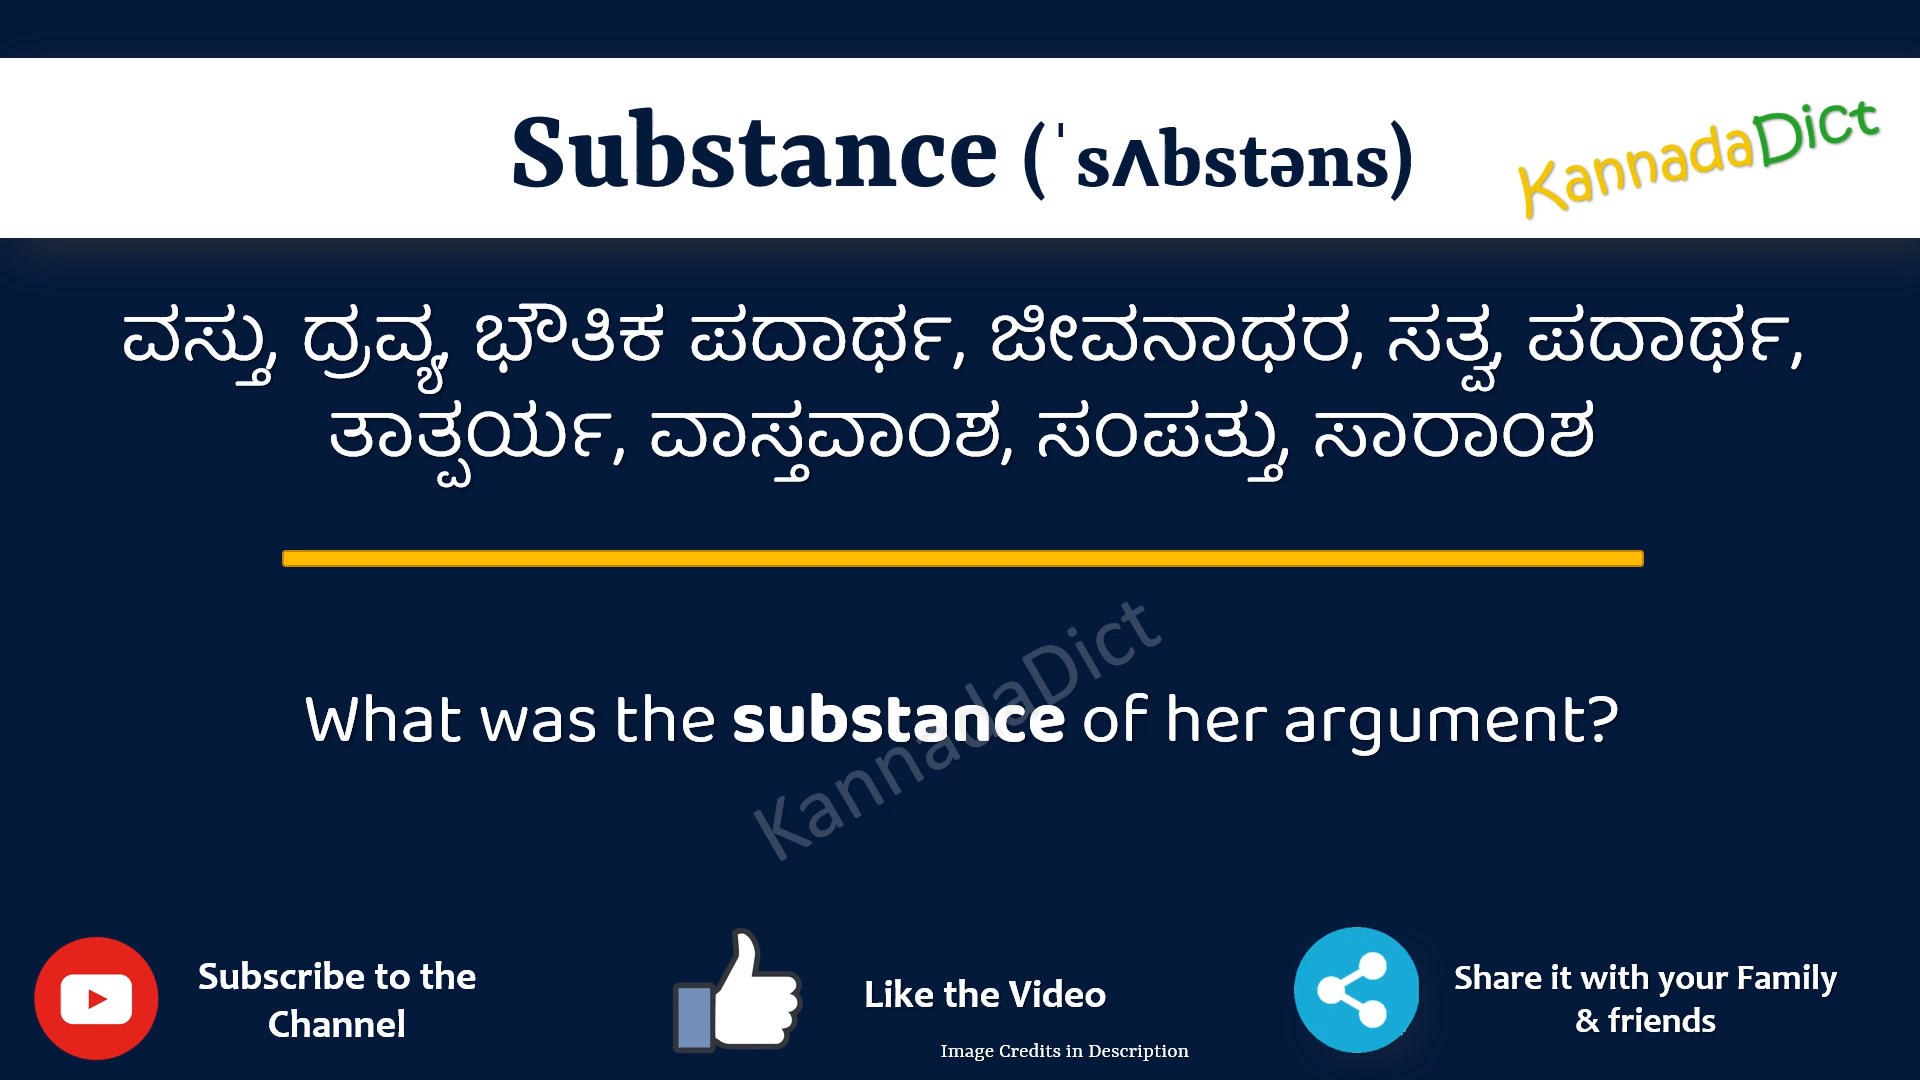 Substance (ˈsʌbstəns)
KannadaDict
ವಸ್ತು, ದ್ರವ್ಯ, ಭೌತಿಕ ಪದಾರ್ಥ, ಜೀವನಾಧರ, ಸತ್ವ, ಪದಾರ್ಥ,
ತಾತ್ಪರ್ಯ, ವಾಸ್ತವಾಂಶ, ಸಂಪತ್ತು, ಸಾರಾಂಶ
What was the substance of her argument?
KannadaDict
Subscribe to the
Channel
Like the Video
Share it with your Family
& friends
Image Credits in Description